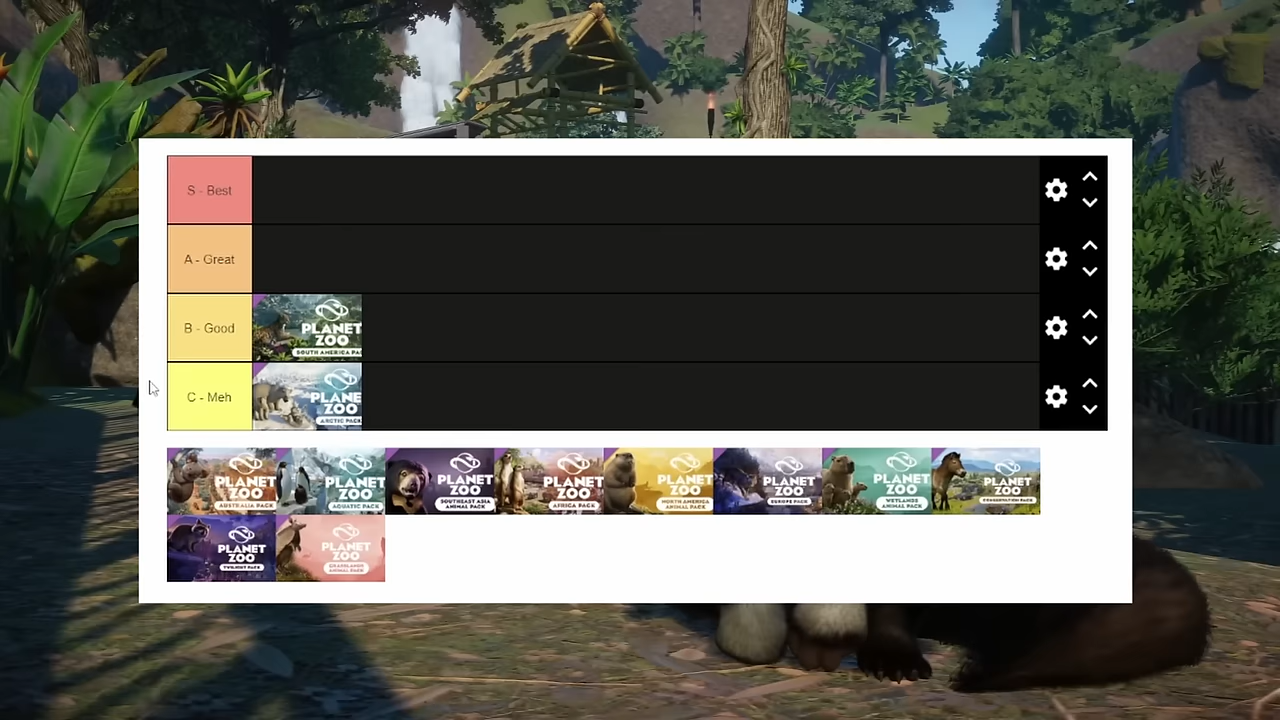 S - Best
A - Great
B - Good
PLANET
ZOO
SOUTH AMERICA PA
C - Meh
PLANE
ZOO
ARCTIC PACK
PLANET
ZOO
AUSTRALIA PACK
PLANET
ZOO
AQUATIC PACK
PLANET
ZOO
SOUTHEAST ASIA
ANIMAL PACK
PLANET
ZOO
AFRICA PACK
PLANET
ZOO
NORTH AMERICA
ANIMAL PACK
PLANET
ZOO
EUROPE PACK
PLANET
ZOO
WETLANDS
ANIMAL PACK
PLANET
ZOO
CONSERVATION PACK
PLANET
ZOO
TWILIGHT PACK
PLANET
ZOO
GRASSLANDS
ANIMAL PACK